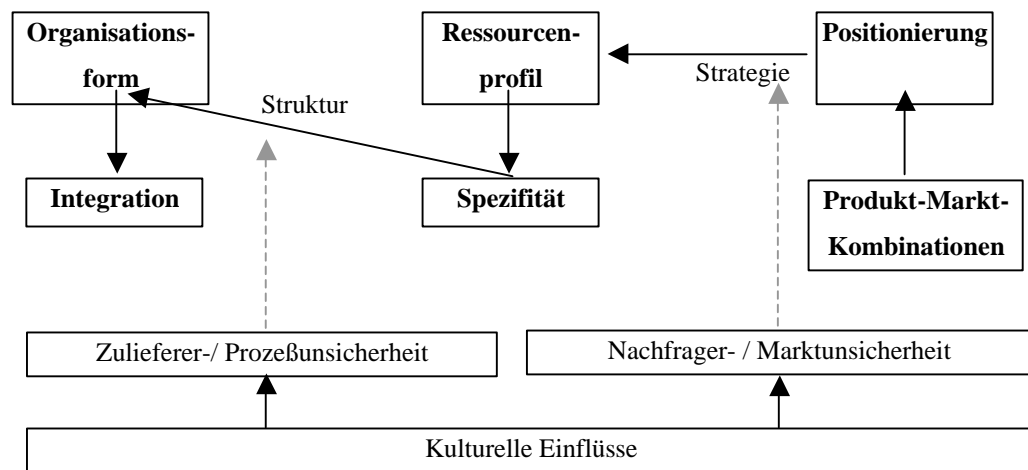 Organisations-
form
Ressourcen-
profil
Positionierung
Strategie
Struktur
Integration
Spezifität
Produkt-Markt-
Kombinationen
Zulieferer-/ Prozeßunsicherheit
Nachfrager- / Marktunsicherheit
Kulturelle Einflüsse